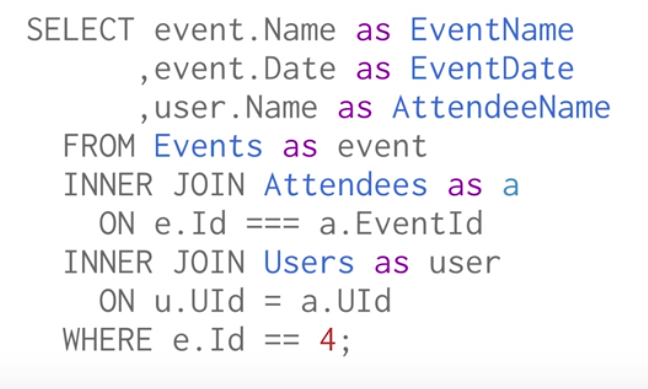 SELECT event.Name as EventName
,event.Date as EventDate
,user.Name as AttendeeName
FROM Events as event
INNER JOIN Attendees as a
ON e.Id === a.EventId
INNER JOIN Users as user
ON u.UId = a.UId
WHERE e.Id == 4;